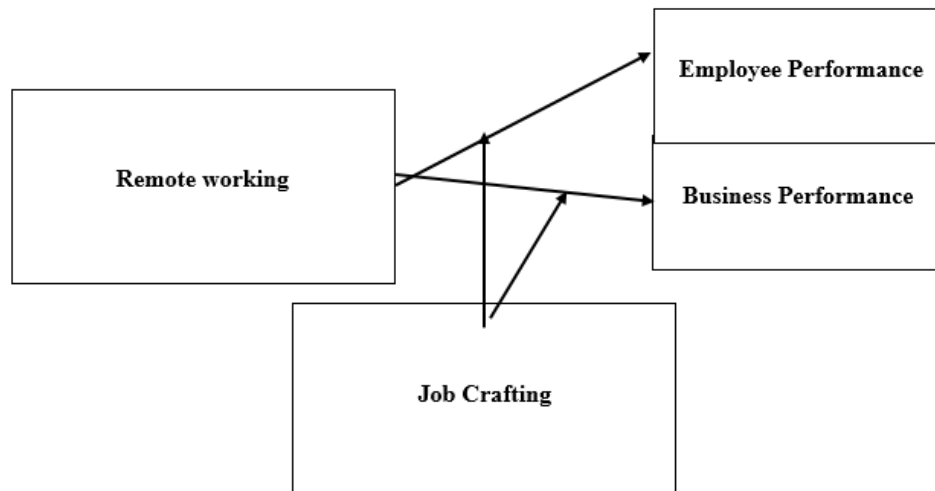 Employee Performance
Remote working
Business Performance
Job Crafting